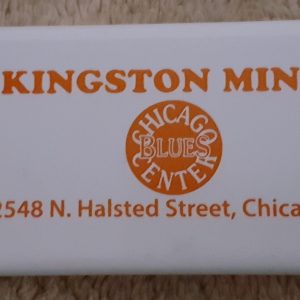 KINGSTON MIN
CHICAGO
BLUES
CENTER
2548 N. Halsted Street, Chica